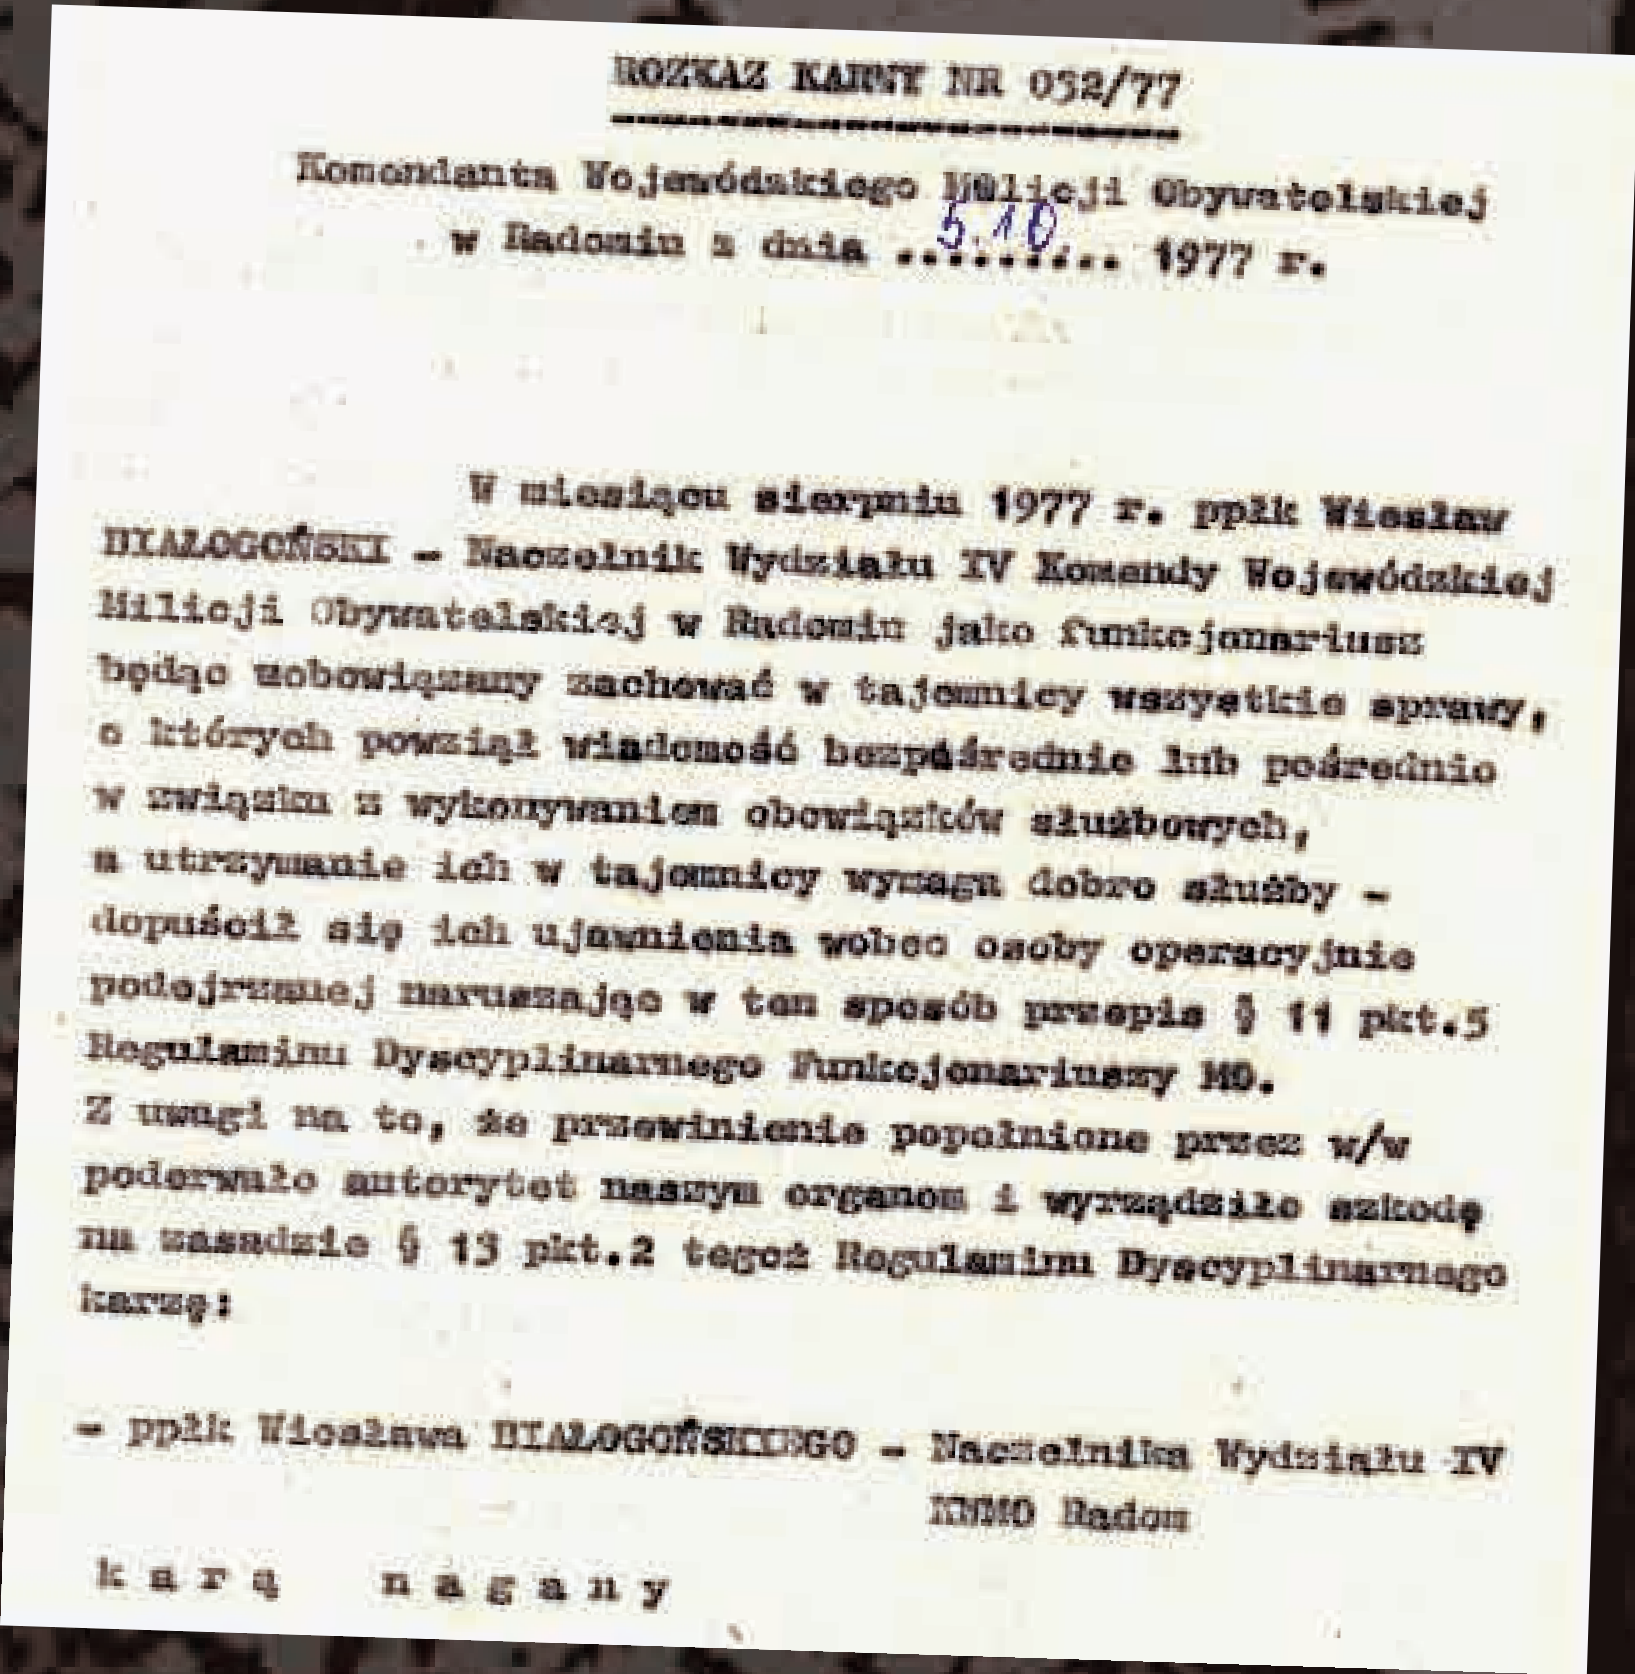 ROZKAZ KARNY NR 032/77
Komendanta Wojewódzkiego Milicji Obywatelskiej
w Radomiu z dnia ..5.10..... 1977 r.
W miesiącu sierpniu 1977 r. ppłk Wiesław
BIAŁOGOŃSKI - Naczelnik Wydziału IV Komendy Wojewódzkiej
Milicji Obywatelskiej w Radomiu jako funkcjonariusz
będąc zobowiązany zachować w tajemnicy wszystkie sprawy,
o których powziął wiadomość bezpośrednio lub pośrednio
w związku z wykonywaniem obowiązków służbowych,
a utrzymanie ich w tajemnicy wymaga dobro służby -
dopuścił się ich ujawnienia wobec osoby operacyjnie
podejrzanej naruszając w ten sposób przepis § 11 pkt.5
Regulaminu Dyscyplinarnego Funkcjonariuszy MO.
Z uwagi na to, że przewinienie popełnione przez w/w
poderwało autorytet naszym organom i wyrządziło szkodę
na zasadzie § 13 pkt.2 tegoż Regulaminu Dyscyplinarnego
karzę:
- ppłk Wiesława BIAŁOGOŃSKIEGO - Naczelnika Wydziału IV
KWMO Radom
k a r ą n a g a n y